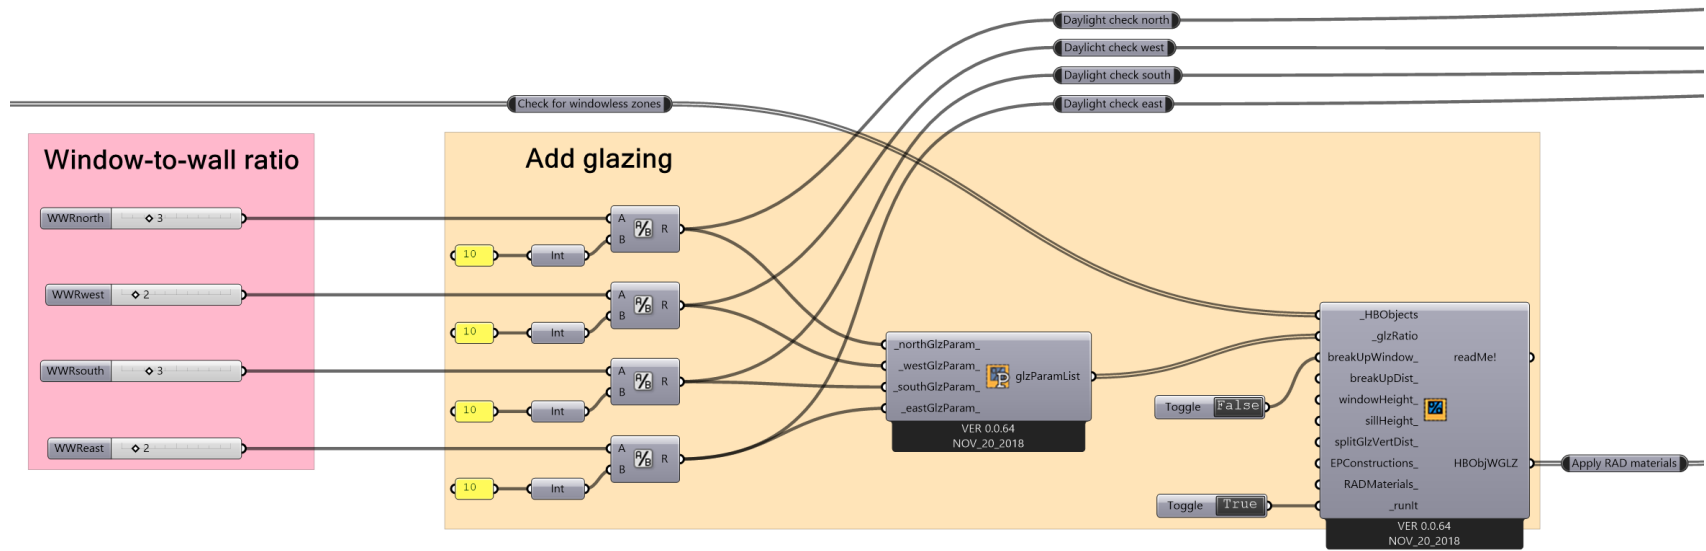 Daylight check north
Daylicht check west
Daylight check south
Check for windowless zones
Daylight check east
Window-to-wall ratio
WWRnorth 3
WWRwest 2
WWRsouth 3
WWReast 2
Add glazing
A
B
A/B
R
10
Int
A
B
A/B
R
10
Int
A
B
A/B
R
10
Int
A
B
A/B
R
10
Int
_northGlzParam_
_westGlzParam_
_southGlzParam_
_eastGlzParam_
P
glzParamList
VER 0.0.64
NOV_20_2018
Toggle False
Toggle True
_HBObjects
_glzRatio
breakUpWindow_
breakUpDist_
windowHeight_
sillHeight_
splitGlzVertDist_
EPConstructions_
RADMaterials_
_runIt
%
readMe!
HBObjWGLZ
VER 0.0.64
NOV_20_2018
Apply RAD materials